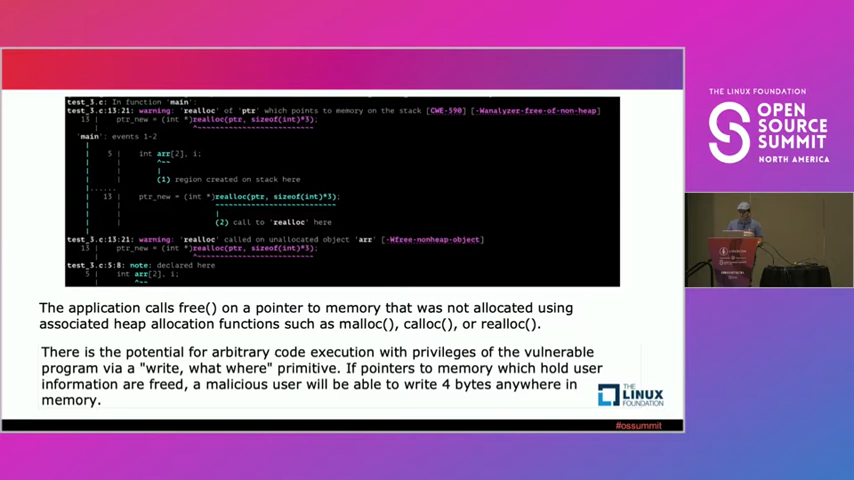 test_3.c: In function 'main':
test_3.c:13:21: warning: 'realloc' of 'ptr' which points to memory on the stack [CWE-590] [-Wanalyzer-free-of-non-heap]
13 | ptr_new = (int *)realloc(ptr, sizeof(int)*3);
^~~~~~~~~~~~~~~~~~~~~~~~~~~
'main': events 1-2
|
| 5 | int arr[2], i;
| | ^~~
| | |
| | (1) region created on stack here
|......
| 13 | ptr_new = (int *)realloc(ptr, sizeof(int)*3);
| | ~~~~~~~~~~~~~~~~~~~~~~~~~~~
| | |
| | (2) call to 'realloc' here
test_3.c:13:21: warning: 'realloc' called on unallocated object 'arr' [-Wfree-nonheap-object]
13 | ptr_new = (int *)realloc(ptr, sizeof(int)*3);
^~~~~~~~~~~~~~~~~~~~~~~~~~~
test_3.c:5:8: note: declared here
5 | int arr[2], i;
^~~
The application calls free() on a pointer to memory that was not allocated using
associated heap allocation functions such as malloc(), calloc(), or realloc().
There is the potential for arbitrary code execution with privileges of the vulnerable
program via a "write, what where" primitive. If pointers to memory which hold user
information are freed, a malicious user will be able to write 4 bytes anywhere in
memory.
THE
LINUX
FOUNDATION
#ossummit
THE LINUX FOUNDATION
OPEN
SOURCE
SUMMIT
NORTH AMERICA